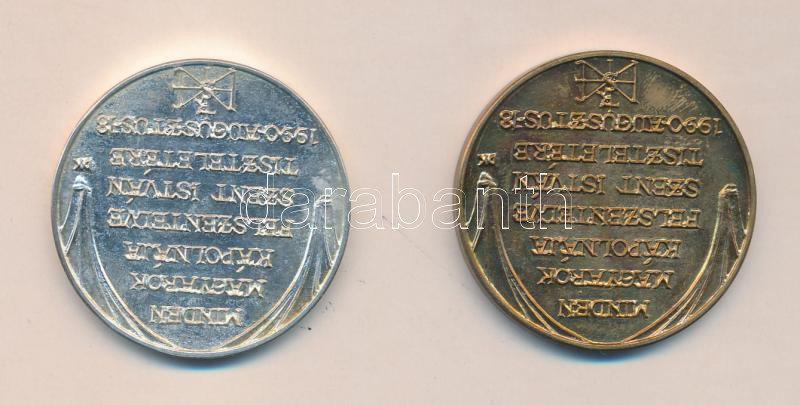 MINDEN
MAGYAROK
KÁPOLNÁJA
FELSZENTELVE
SZENT ISTVÁN
TISZTELETÉRE
1990·AUGUSZTUS·18
MINDEN
MAGYAROK
KÁPOLNÁJA
FELSZENTELVE
SZENT ISTVÁN
TISZTELETÉRE
1990·AUGUSZTUS·18
darabanth.com